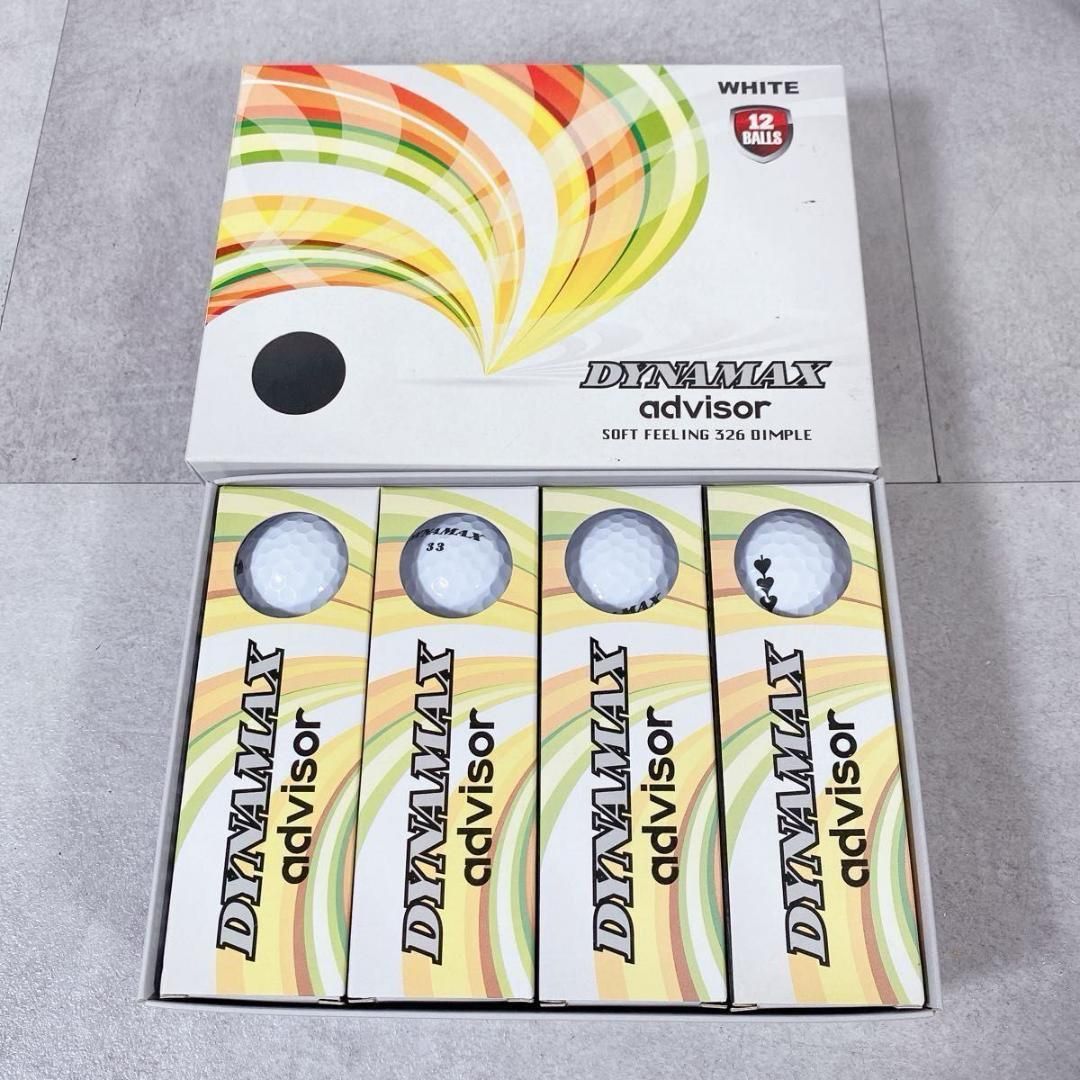 WHITE
12
BALLS
DYNAMAX
advisor
SOFT FEELING 326 DIMPLE
DYNAMAX
33
MAX
DYNAMAX
advisor
DYNAMAX
advisor
DYNAMAX
advisor
DYNAMAX
advisor